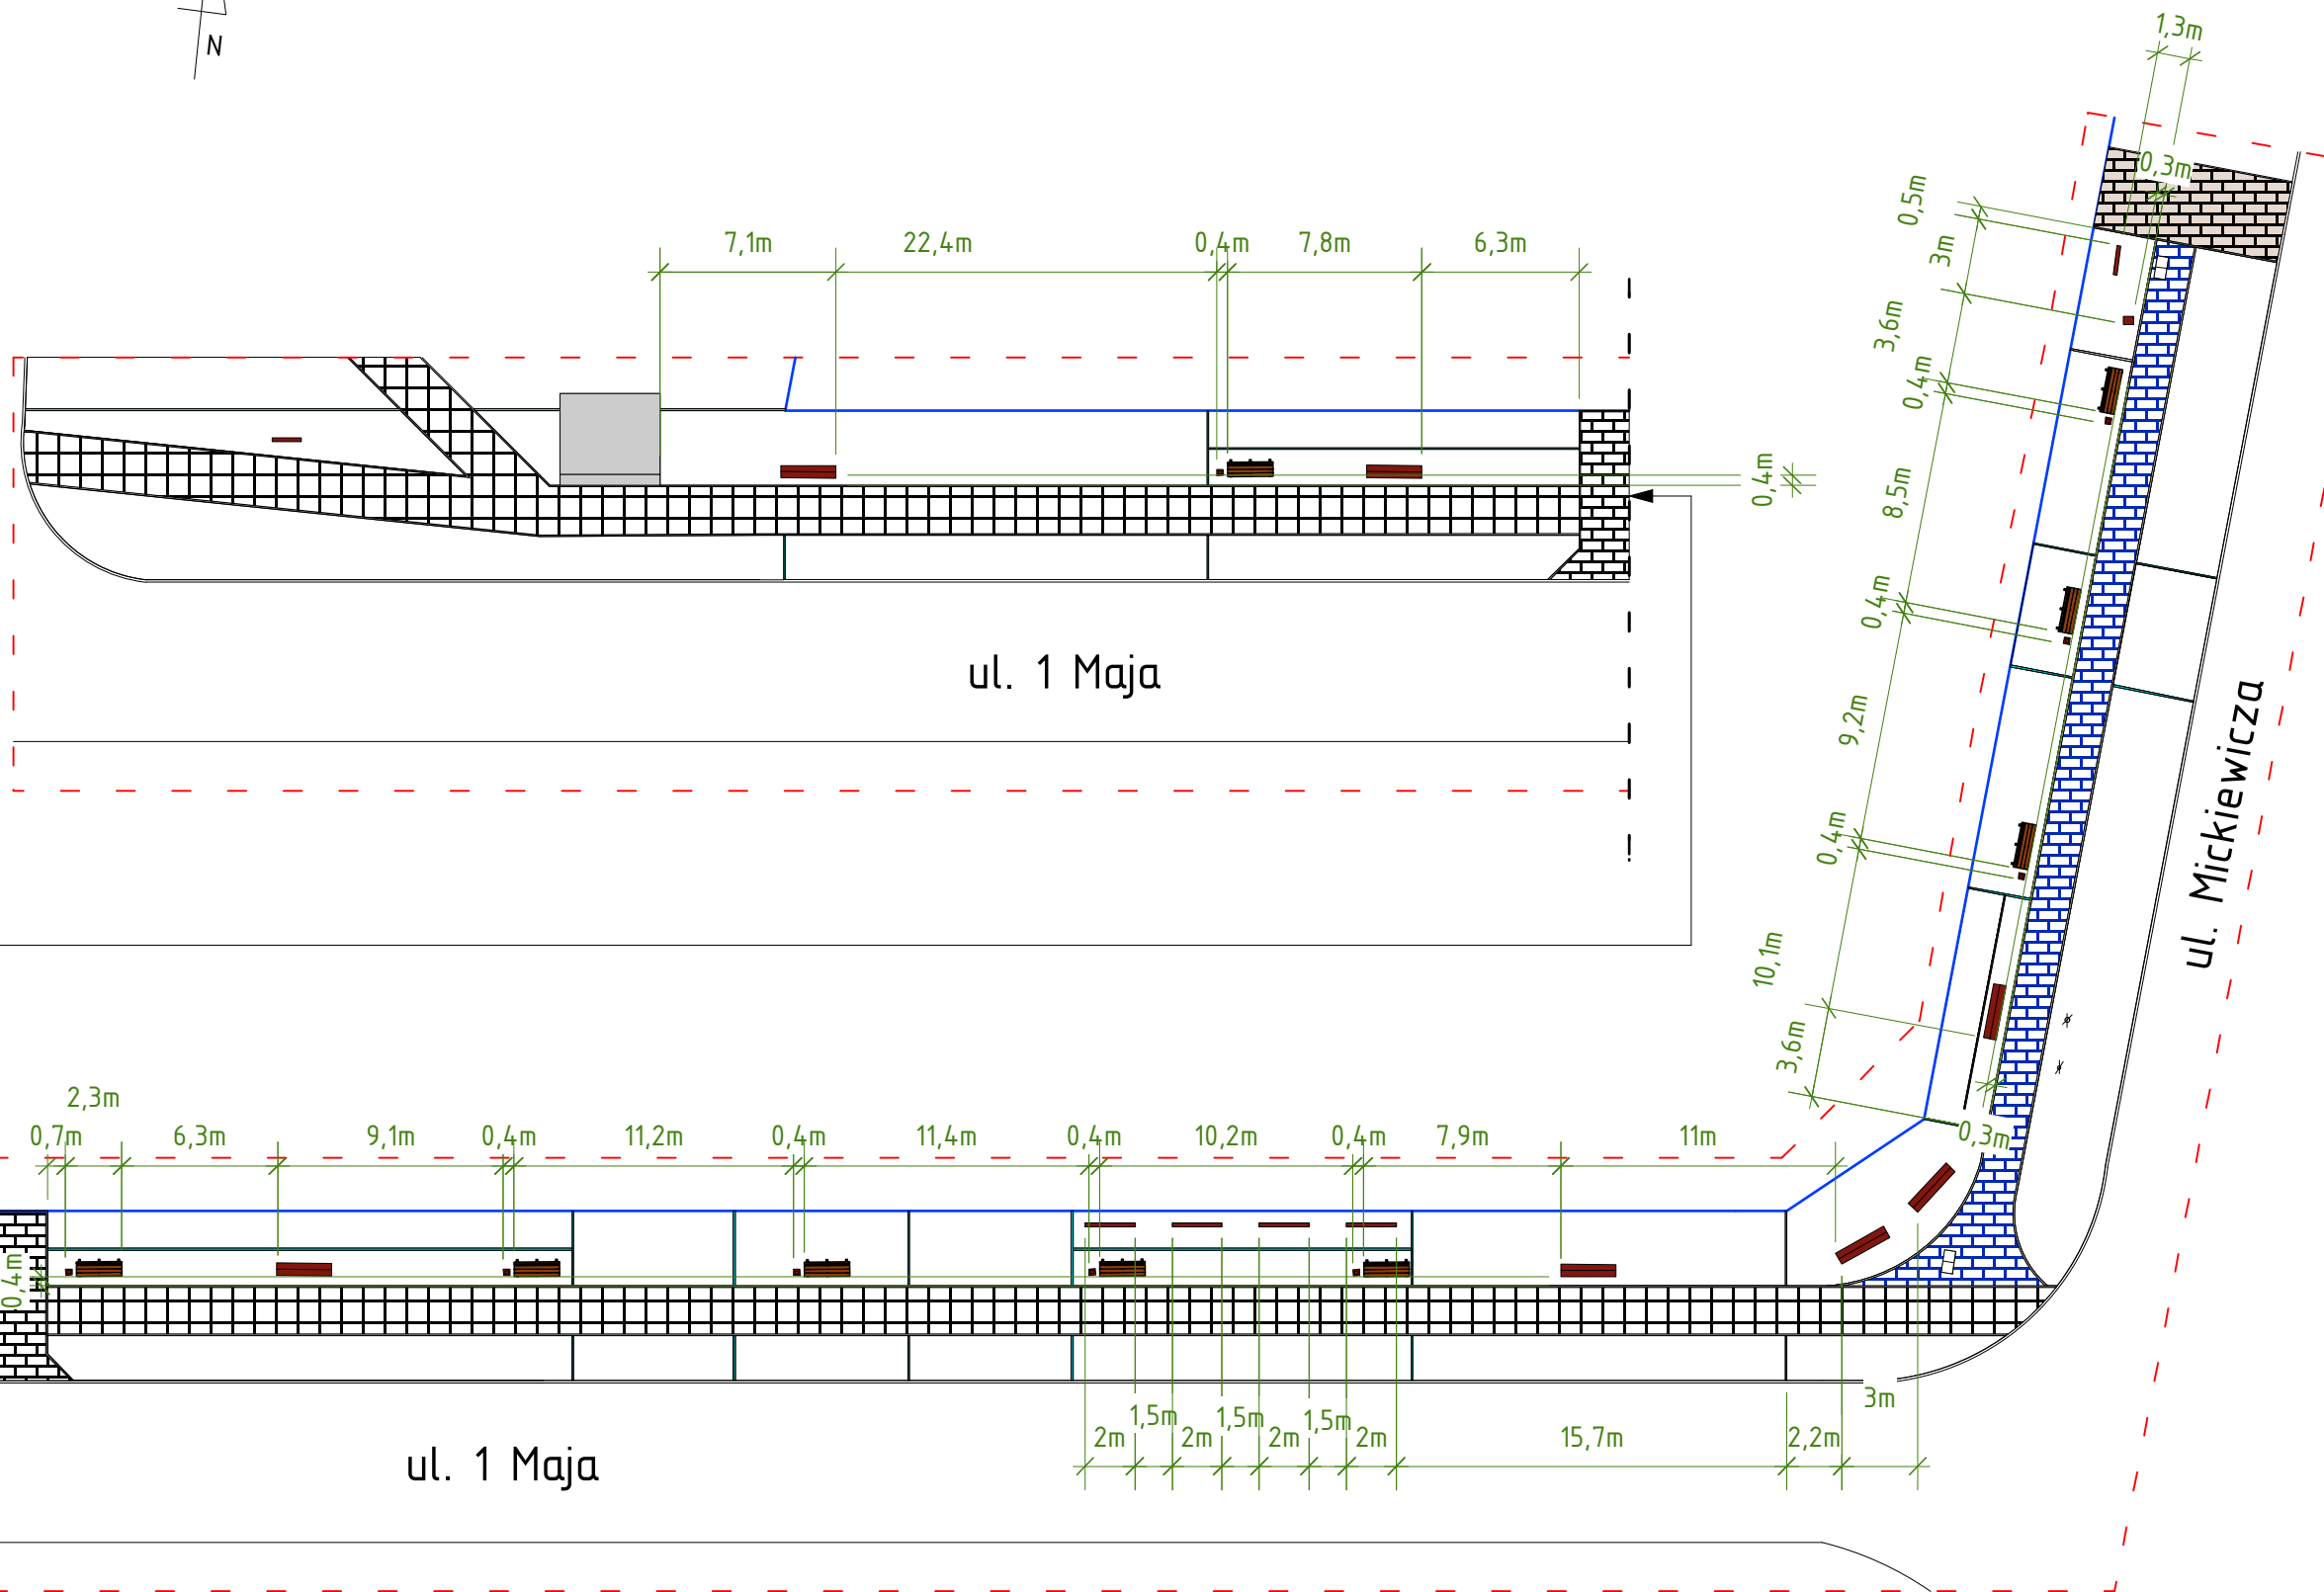 N
1,3m
0,3m
0,5m
3m
3,6m
0,4m
8,5m
0,4m
9,2m
0,4m
10,1m
3,6m
0,3m
7,1m
22,4m
0,4m
7,8m
6,3m
0,4m
ul. 1 Maja
ul. Mickiewicza
2,3m
0,7m
6,3m
9,1m
0,4m
11,2m
0,4m
11,4m
0,4m
10,2m
0,4m
7,9m
11m
0,4m
3m
1,5m
1,5m
1,5m
2m
2m
2m
2m
15,7m
2,2m
ul. 1 Maja